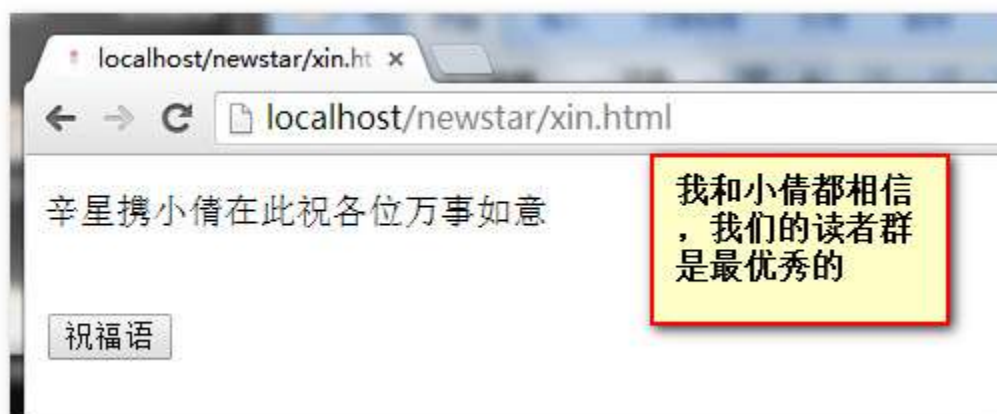 localhost/newstar/xin.ht
localhost/newstar/xin.html
辛星携小倩在此祝各位万事如意
我和小倩都相信
，我们的读者群
是最优秀的
祝福语